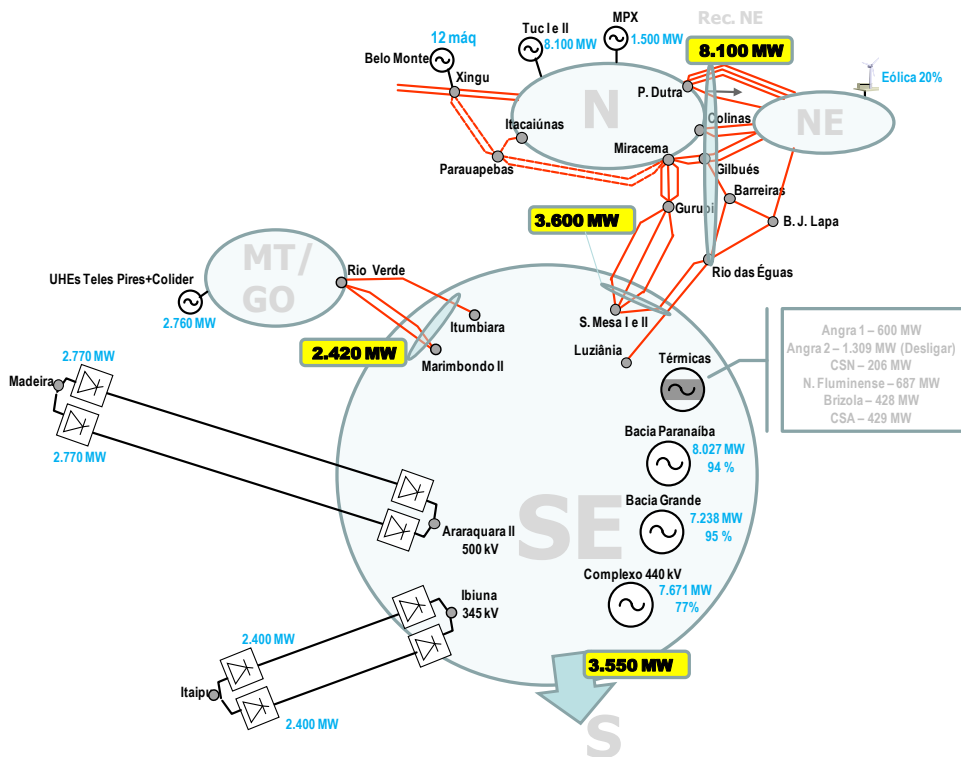 Rec. NE
Tuc I e II
8.100 MW
MPX
1.500 MW
8.100 MW
12 máq
Belo Monte
Xingu
P. Dutra
Eólica 20%
N
NE
Itacaiúnas
Colinas
Miracema
Parauapebas
Gilbués
Barreiras
Gurupi
B. J. Lapa
3.600 MW
MT/
GO
Rio Verde
Rio das Éguas
UHEs Teles Pires+Colider
2.760 MW
Itumbiara
S. Mesa I e II
2.420 MW
Marimbondo II
Luziânia
Térmicas
Angra 1 – 600 MW
Angra 2 – 1.309 MW (Desligar)
CSN – 206 MW
N. Fluminense – 687 MW
Brizola – 428 MW
CSA – 429 MW
2.770 MW
Madeira
2.770 MW
Bacia Paranaíba
8.027 MW
94 %
Bacia Grande
7.238 MW
95 %
SE
Araraquara II
500 kV
Complexo 440 kV
7.671 MW
77%
Ibiuna
345 kV
2.400 MW
Itaipu
2.400 MW
3.550 MW
S